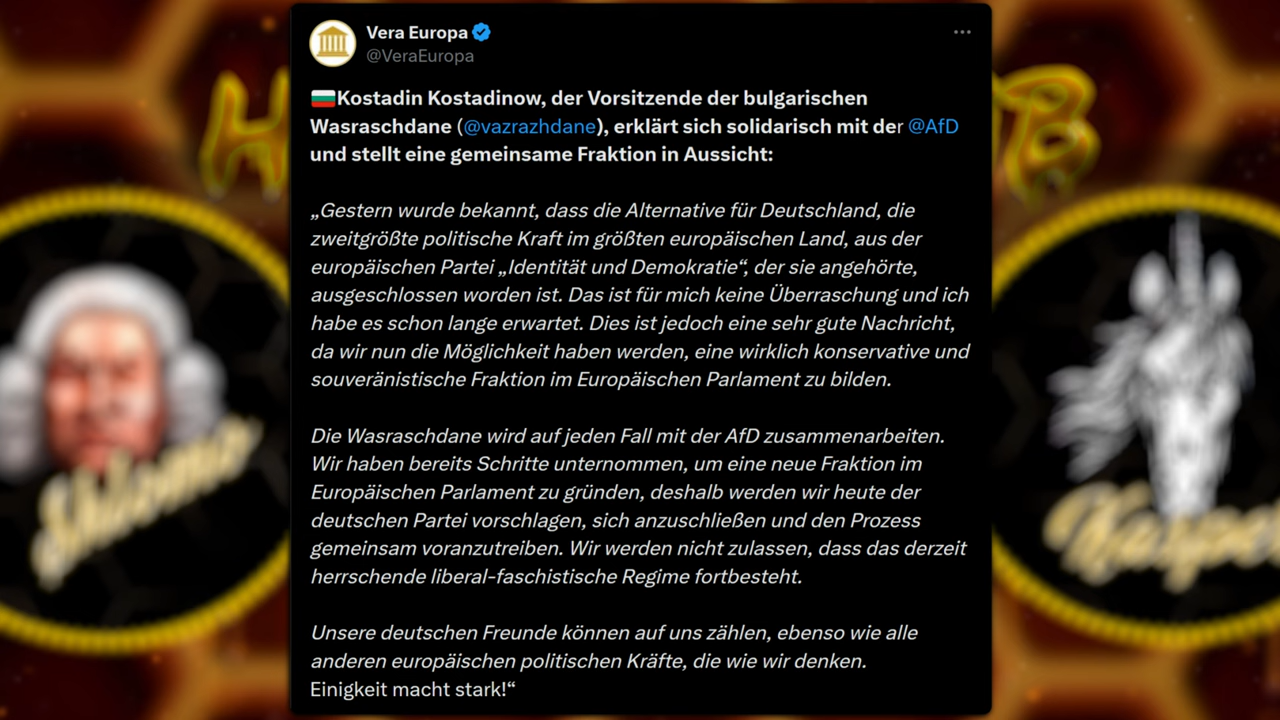 Vera Europa
@VeraEuropa
Kostadin Kostadinow, der Vorsitzende der bulgarischen
Wasraschdane (@vazrazhdane), erklärt sich solidarisch mit der @AfD
und stellt eine gemeinsame Fraktion in Aussicht:
„Gestern wurde bekannt, dass die Alternative für Deutschland, die
zweitgrößte politische Kraft im größten europäischen Land, aus der
europäischen Partei „Identität und Demokratie“, der sie angehörte,
ausgeschlossen worden ist. Das ist für mich keine Überraschung und ich
habe es schon lange erwartet. Dies ist jedoch eine sehr gute Nachricht,
da wir nun die Möglichkeit haben werden, eine wirklich konservative und
souveränistische Fraktion im Europäischen Parlament zu bilden.
Die Wasraschdane wird auf jeden Fall mit der AfD zusammenarbeiten.
Wir haben bereits Schritte unternommen, um eine neue Fraktion im
Europäischen Parlament zu gründen, deshalb werden wir heute der
deutschen Partei vorschlagen, sich anzuschließen und den Prozess
gemeinsam voranzutreiben. Wir werden nicht zulassen, dass das derzeit
herrschende liberal-faschistische Regime fortbesteht.
Unsere deutschen Freunde können auf uns zählen, ebenso wie alle
anderen europäischen politischen Kräfte, die wie wir denken.
Einigkeit macht stark!“
Shlomo